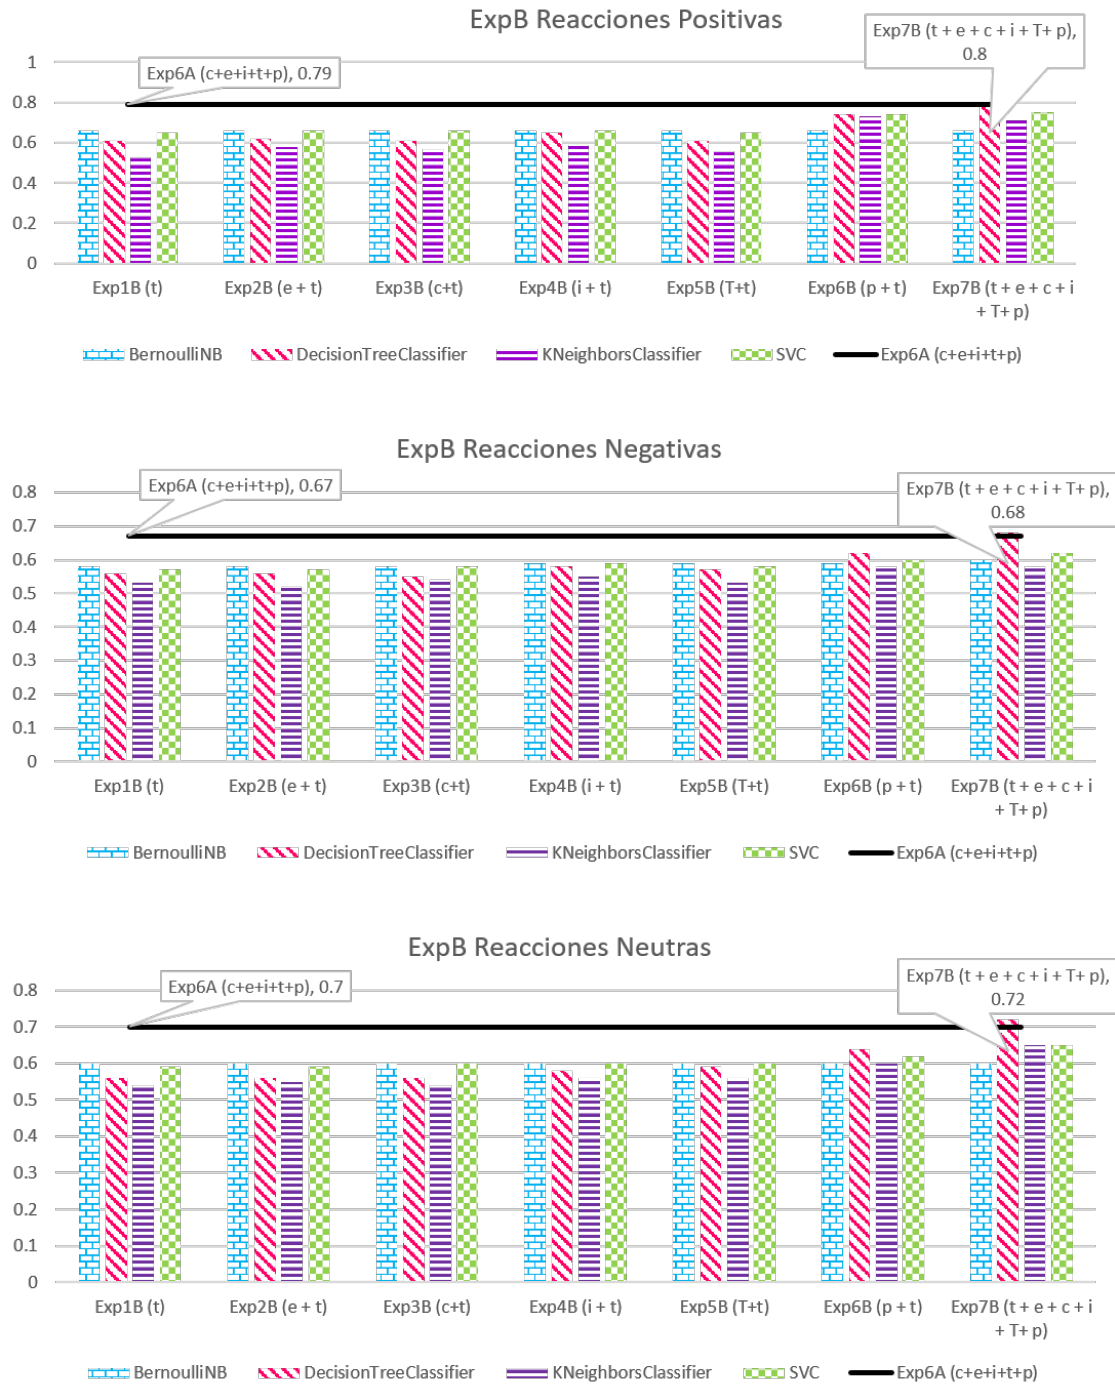 ExpB Reacciones Positivas
Exp7B (t + e + c + i + T+ p),
0.8
Exp6A (c+e+i+t+p), 0.79
1
0.8
0.6
0.4
0.2
0
Exp1B (t) Exp2B (e + t) Exp3B (c+t) Exp4B (i + t) Exp5B (T+t) Exp6B (p + t) Exp7B (t + e + c + i
+ T+ p)
BernoulliNB DecisionTreeClassifier KNeighborsClassifier SVC Exp6A (c+e+i+t+p)
ExpB Reacciones Negativas
Exp6A (c+e+i+t+p), 0.67
Exp7B (t + e + c + i + T+ p),
0.68
0.8
0.7
0.6
0.5
0.4
0.3
0.2
0.1
0
Exp1B (t) Exp2B (e + t) Exp3B (c+t) Exp4B (i + t) Exp5B (T+t) Exp6B (p + t) Exp7B (t + e + c + i
+ T+ p)
BernoulliNB DecisionTreeClassifier KNeighborsClassifier SVC Exp6A (c+e+i+t+p)
ExpB Reacciones Neutras
Exp6A (c+e+i+t+p), 0.7
Exp7B (t + e + c + i + T+ p),
0.72
0.8
0.7
0.6
0.5
0.4
0.3
0.2
0.1
0
Exp1B (t) Exp2B (e + t) Exp3B (c+t) Exp4B (i + t) Exp5B (T+t) Exp6B (p + t) Exp7B (t + e + c + i
+ T+ p)
BernoulliNB DecisionTreeClassifier KNeighborsClassifier SVC Exp6A (c+e+i+t+p)